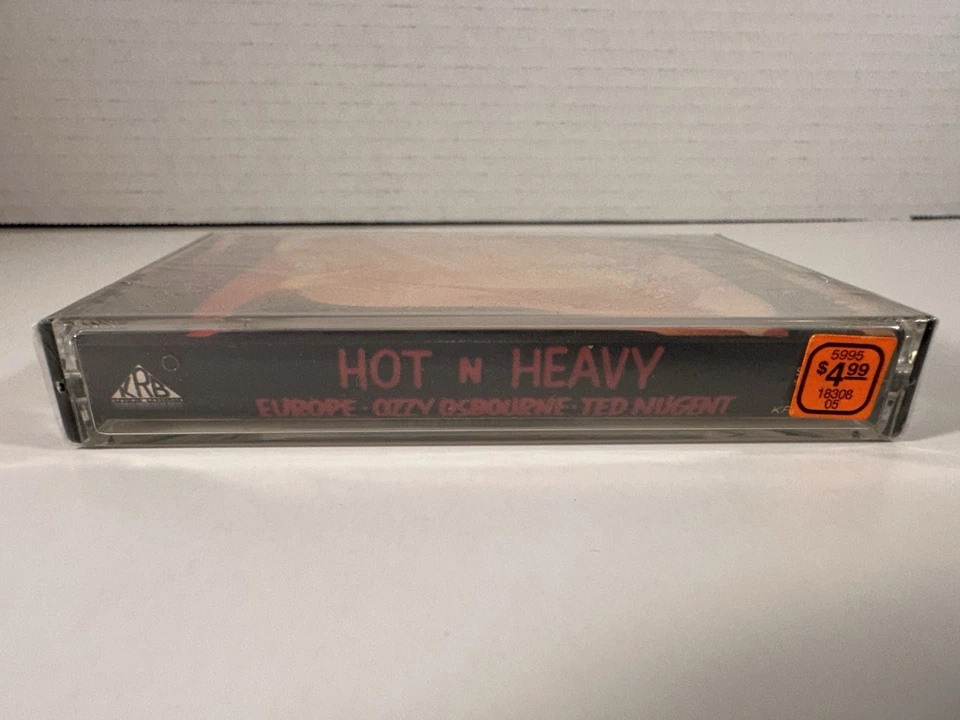 KRB
HOT N HEAVY
EUROPE · OZZY OSBOURNE · TED NUGENT
5995
$4.99
18308
05